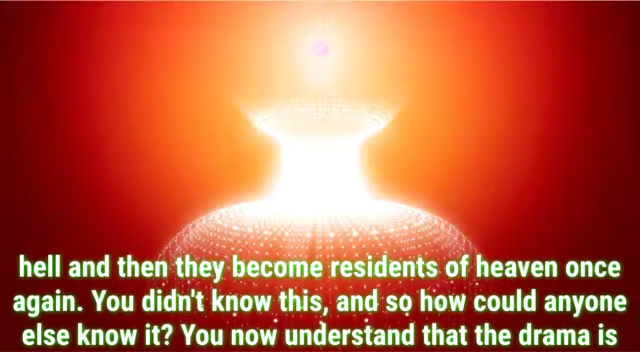 hell and then they become residents of heaven once
again. You didn't know this, and so how could anyone
else know it? You now understand that the drama is